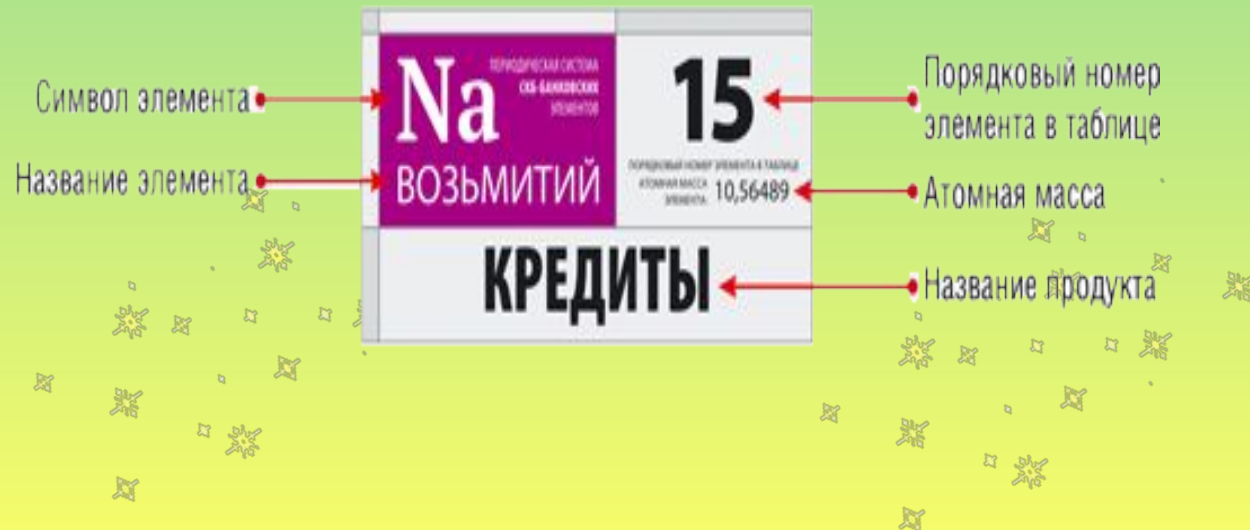 Символ элемента
Название элемента
Na
ПЕРИОДИЧЕСКАЯ СИСТЕМА
СКБ-БАНКОВСКИХ
ЭЛЕМЕНТОВ
ВОЗЬМИТИЙ
15
ПОРЯДКОВЫЙ НОМЕР ЭЛЕМЕНТА В ТАБЛИЦЕ
АТОМНАЯ МАССА
ЭЛЕМЕНТА
10,56489
КРЕДИТЫ
Порядковый номер
элемента в таблице
Атомная масса
Название продукта